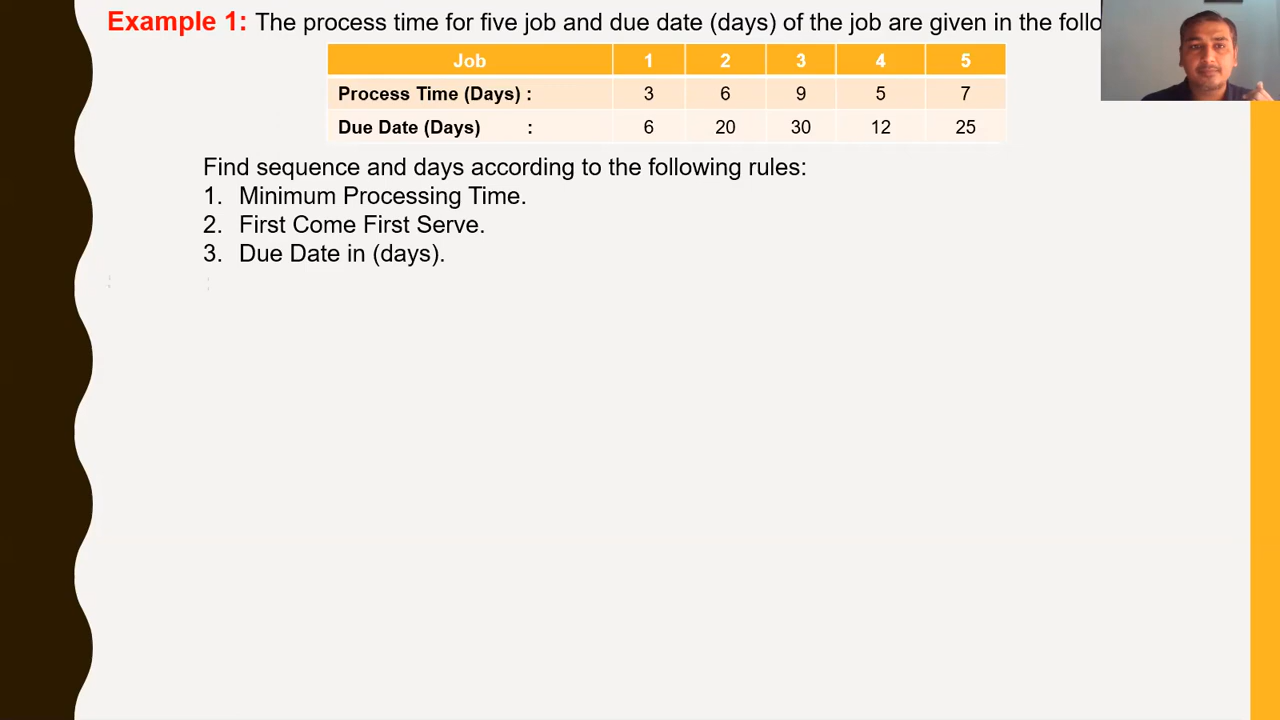 Example 1: The process time for five job and due date (days) of the job are given in the follo
Job 1 2 3 4 5
Process Time (Days) : 3 6 9 5 7
Due Date (Days) : 6 20 30 12 25
Find sequence and days according to the following rules:
1. Minimum Processing Time.
2. First Come First Serve.
3. Due Date in (days).